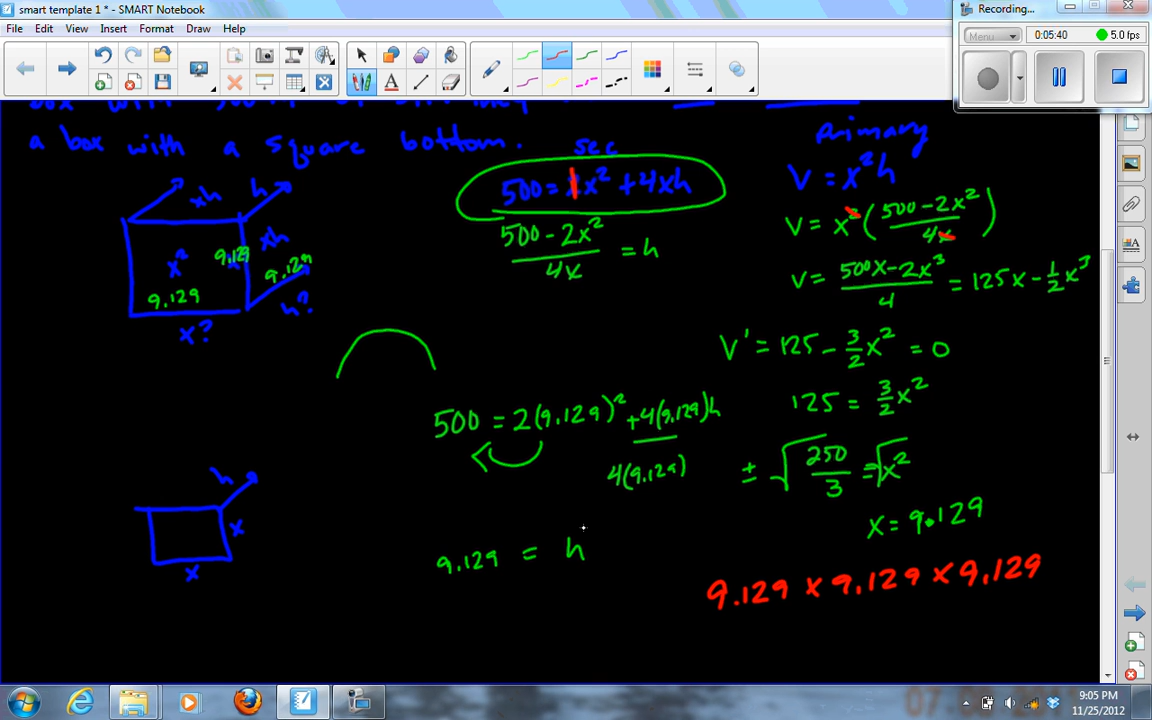 smart template 1 * - SMART Notebook
File Edit View Insert Format Draw Help
Recording...
Menu
0:05:40
5.0 fps
a box with a square bottom.
sec
Primary
500 = x² + 4xh
V = x²h
500 - 2x² / 4x = h
V = x² ( 500 - 2x² / 4x )
V = 500x - 2x³ / 4 = 125x - 1/2 x³
V' = 125 - 3/2 x² = 0
125 = 3/2 x²
± √250/3 = √x²
x = 9.129
9.129 x 9.129 x 9.129
xh
h
x²
9.129
xh
9.129
9.129
h?
x?
500 = 2(9.129)² + 4(9.129)h
4(9.129)
9.129 = h
h
x
x
9:05 PM
11/25/2012